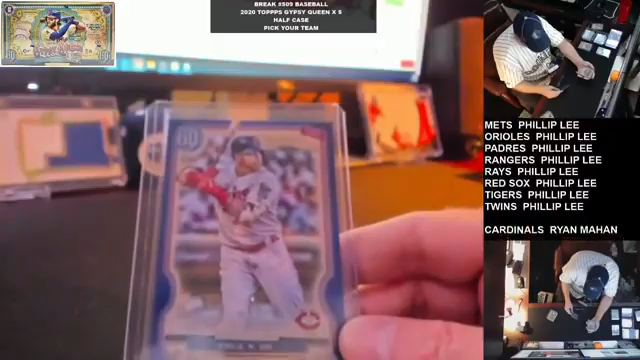 BREAK #509 BASEBALL
2020 TOPPPS GYPSY QUEEN X 5
HALF CASE
PICK YOUR TEAM
METS PHILLIP LEE
ORIOLES PHILLIP LEE
PADRES PHILLIP LEE
RANGERS PHILLIP LEE
RAYS PHILLIP LEE
RED SOX PHILLIP LEE
TIGERS PHILLIP LEE
TWINS PHILLIP LEE
CARDINALS RYAN MAHAN